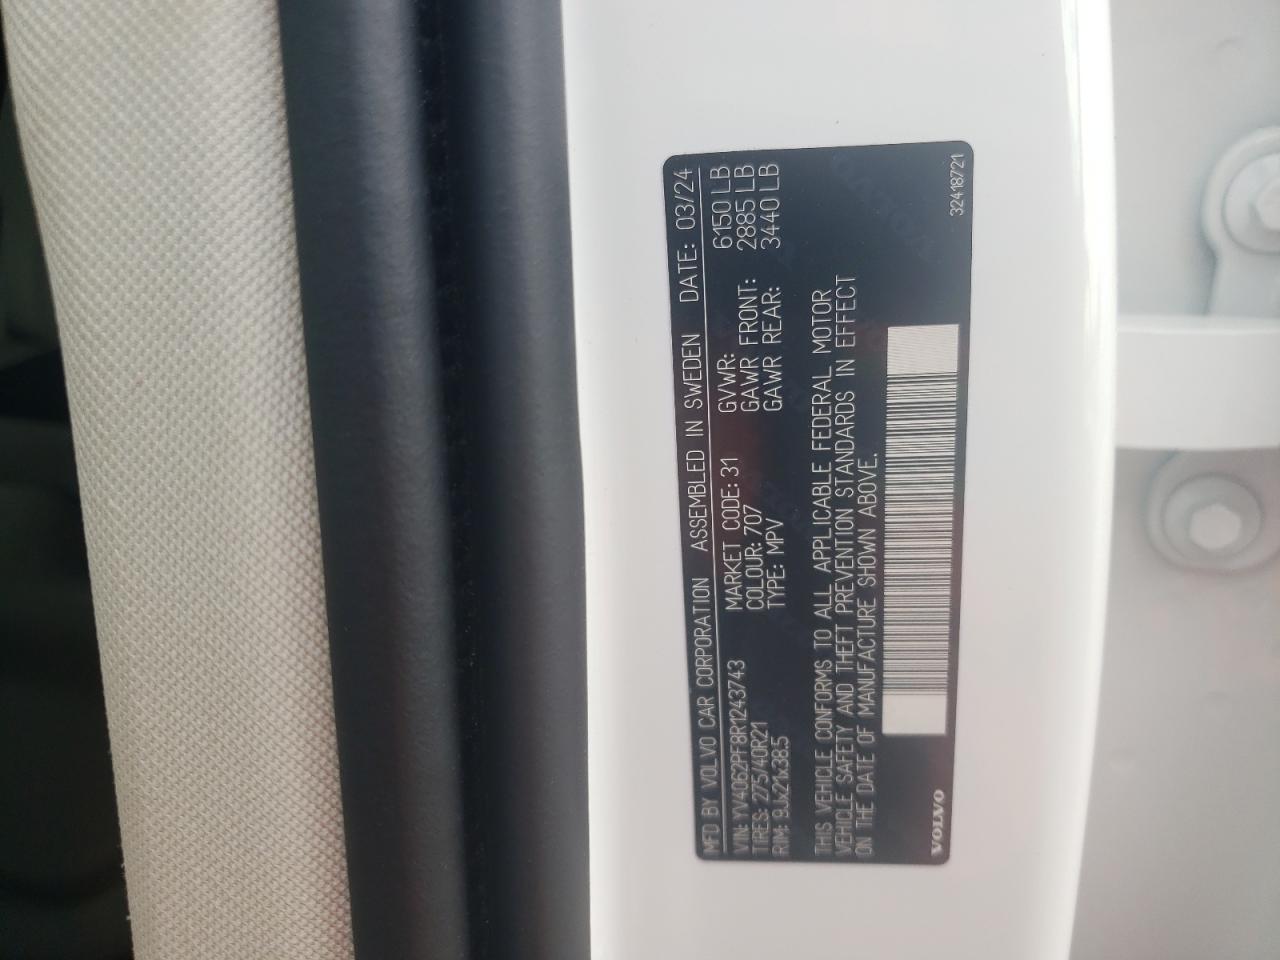 MFD BY VOLVO CAR CORPORATION ASSEMBLED IN SWEDEN DATE: 03/24
VIN: YV4062PF8R1243743 MARKET CODE: 31 GVWR: 6150 LB
TIRES: 275/40R21 COLOUR: 707 GAWR FRONT: 2885 LB
RIM: 9Jx21x38.5 TYPE: MPV GAWR REAR: 3440 LB
THIS VEHICLE CONFORMS TO ALL APPLICABLE FEDERAL MOTOR
VEHICLE SAFETY AND THEFT PREVENTION STANDARDS IN EFFECT
ON THE DATE OF MANUFACTURE SHOWN ABOVE.
VOLVO 32418721